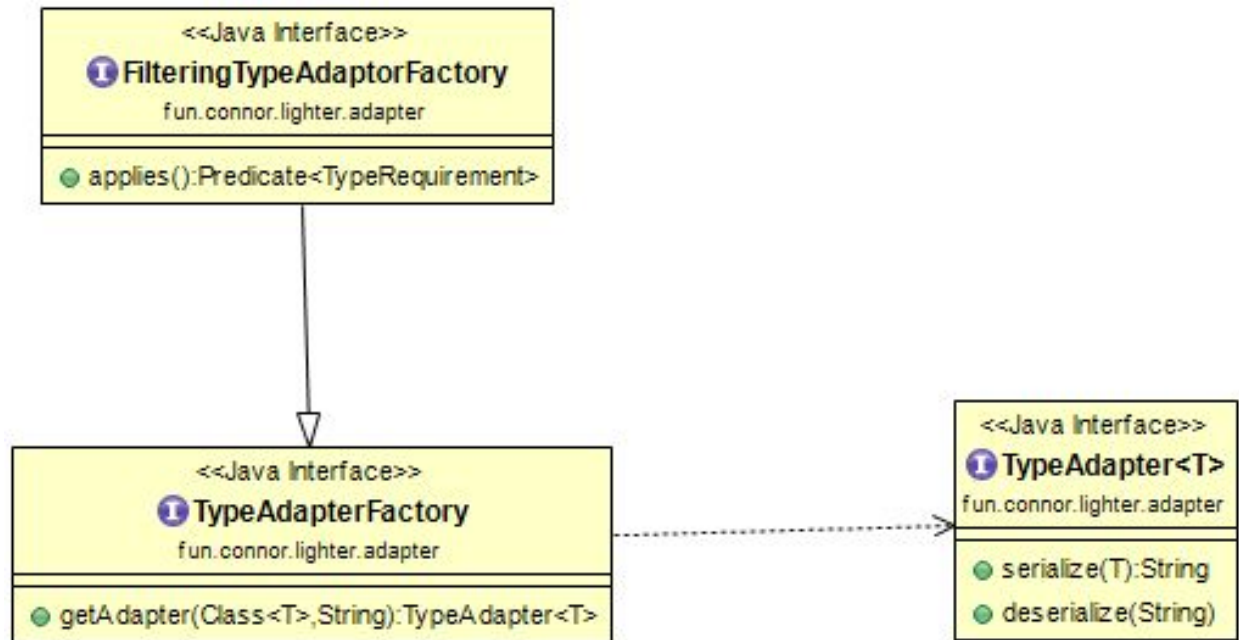 <<Java Interface>>
I FilteringTypeAdaptorFactory
fun.connor.lighter.adapter
applies():Predicate<TypeRequirement>
<<Java Interface>>
I TypeAdapterFactory
fun.connor.lighter.adapter
getAdapter(Class<T>,String):TypeAdapter<T>
<<Java Interface>>
I TypeAdapter<T>
fun.connor.lighter.adapter
serialize(T):String
deserialize(String)